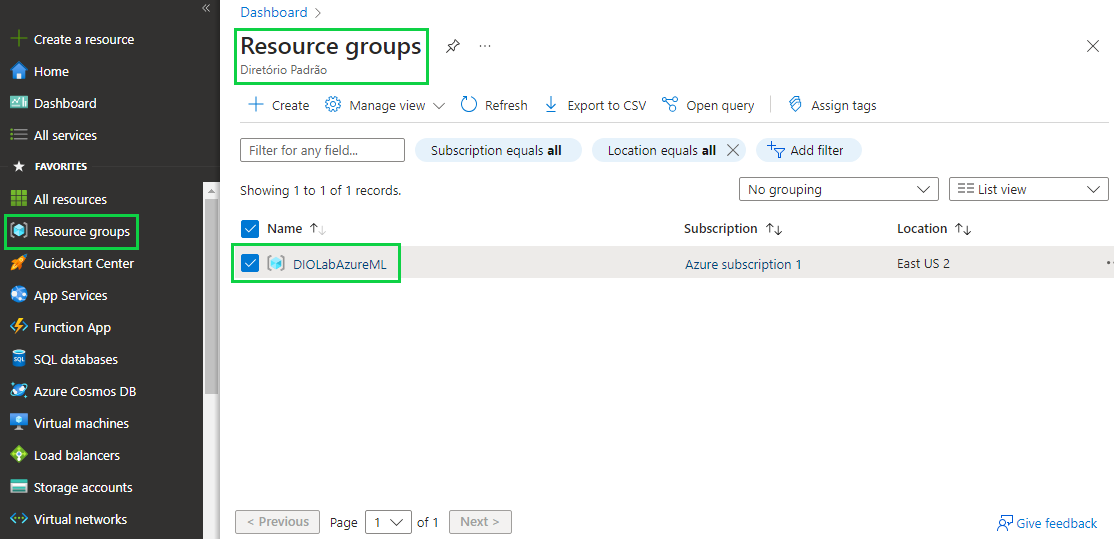 Create a resource
Home
Dashboard
All services
FAVORITES
All resources
Resource groups
Quickstart Center
App Services
Function App
SQL databases
Azure Cosmos DB
Virtual machines
Load balancers
Storage accounts
Virtual networks
Dashboard
Resource groups
Diretório Padrão
Create Manage view Refresh Export to CSV Open query Assign tags
Filter for any field... Subscription equals all Location equals all Add filter
Showing 1 to 1 of 1 records. No grouping List view
Name Subscription Location
DIOLabAzureML Azure subscription 1 East US 2
< Previous Page 1 of 1 Next > Give feedback